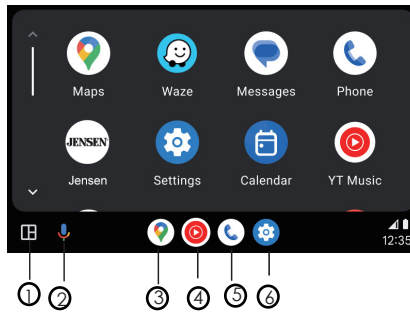 Maps Waze Messages Phone
JENSEN
Jensen Settings Calendar YT Music
12:35
① ② ③ ④ ⑤ ⑥